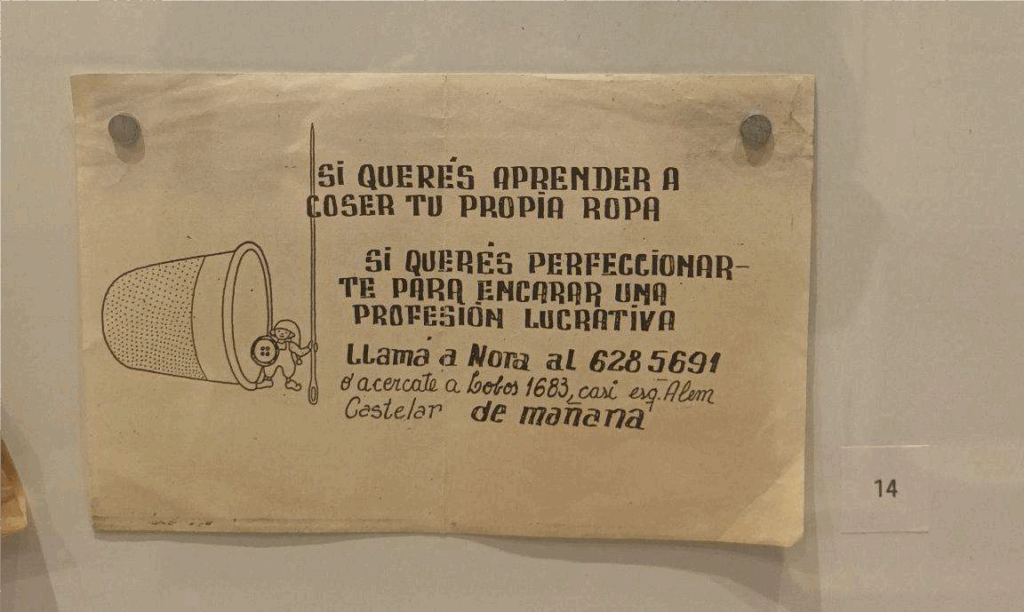 Si QUERÉS APRENDER A
COSER TU PROPiA ROPA
Si QUERÉS PERFECCiONAR-
TE PARA ENCARAR UNA
PROFESiÓN LUCRATiVA
LLamá a Nora al 628 5691
ó acercate a Lobos 1683, casi esq. Alem
Castelar de mañana
14